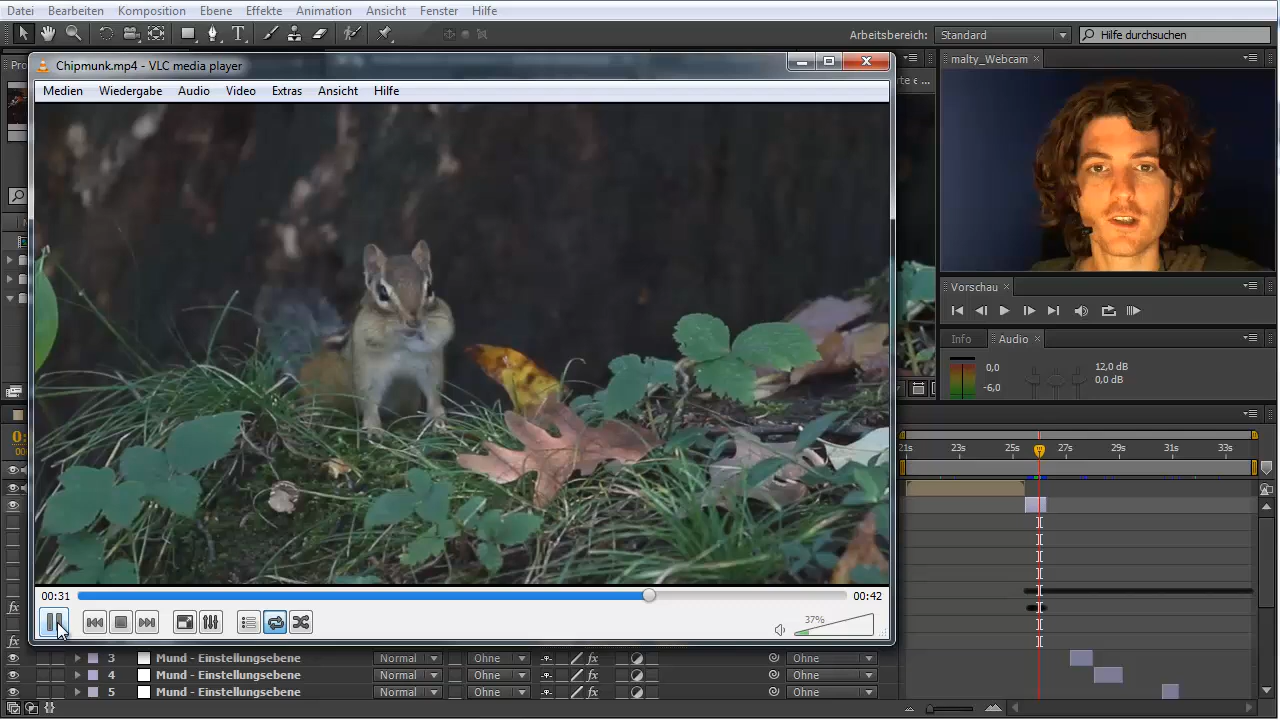 Datei Bearbeiten Komposition Ebene Effekte Animation Ansicht Fenster Hilfe
Arbeitsbereich: Standard Hilfe durchsuchen
Chipmunk.mp4 - VLC media player
malty_Webcam
Medien Wiedergabe Audio Video Extras Ansicht Hilfe
Vorschau
Info Audio
0,0 12,0 dB
-6,0 0,0 dB
21s 23s 25s 27s 29s 31s 33s
00:31 00:42
37%
3 Mund - Einstellungsebene Normal Ohne fx Ohne
4 Mund - Einstellungsebene Normal Ohne fx Ohne
5 Mund - Einstellungsebene Normal Ohne fx Ohne